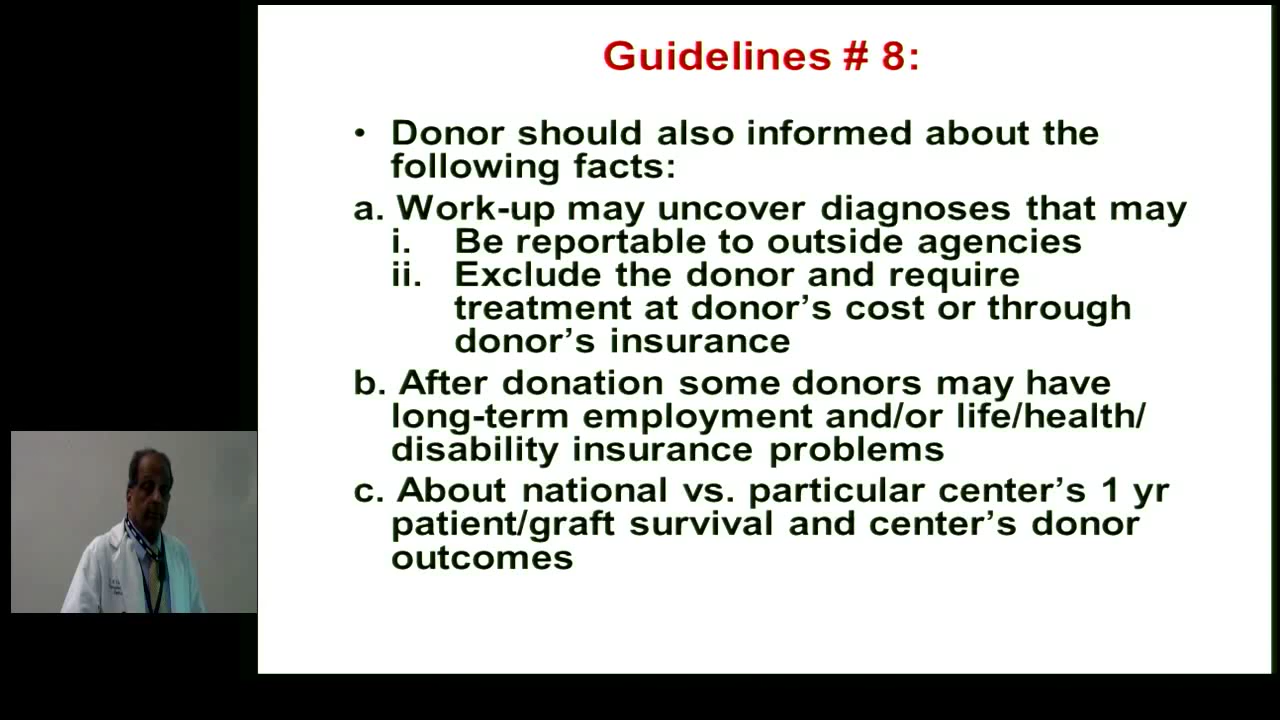 Guidelines # 8:
• Donor should also informed about the
following facts:
a. Work-up may uncover diagnoses that may
i. Be reportable to outside agencies
ii. Exclude the donor and require
treatment at donor’s cost or through
donor’s insurance
b. After donation some donors may have
long-term employment and/or life/health/
disability insurance problems
c. About national vs. particular center’s 1 yr
patient/graft survival and center’s donor
outcomes